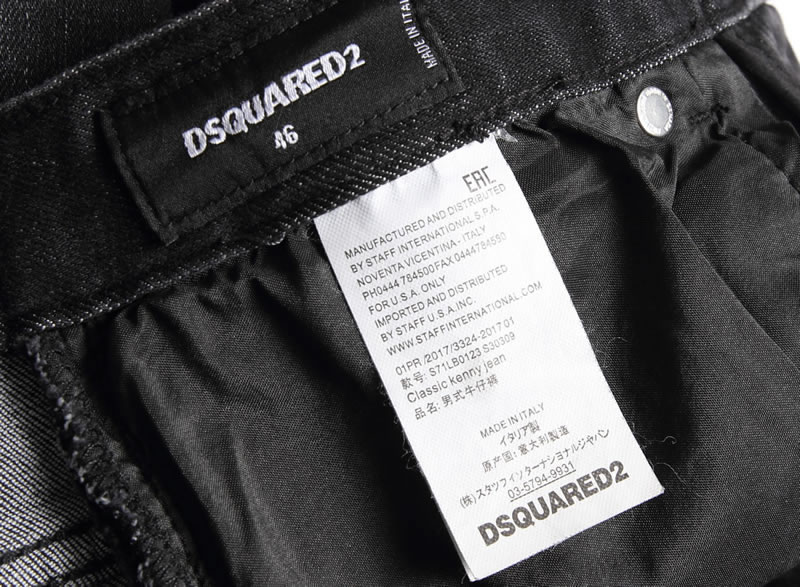 DSQUARED2
46
MADE IN ITA
EAC
MANUFACTURED AND DISTRIBUTED
BY STAFF INTERNATIONAL S.P.A.
NOVENTA VICENTINA - ITALY
PH0444 784500FAX 0444784590
FOR U.S.A. ONLY
IMPORTED AND DISTRIBUTED
BY STAFF U.S.A.INC.
WWW.STAFFINTERNATIONAL.COM
01PR /2017/3324-2017 01
款号: S71LB0123 S30309
Classic kenny jean
品名: 男式牛仔裤
MADE IN ITALY
イタリア製
原产国: 意大利製造
(株)スタッフインターナショナルジャパン
03-5794-9931
DSQUARED2